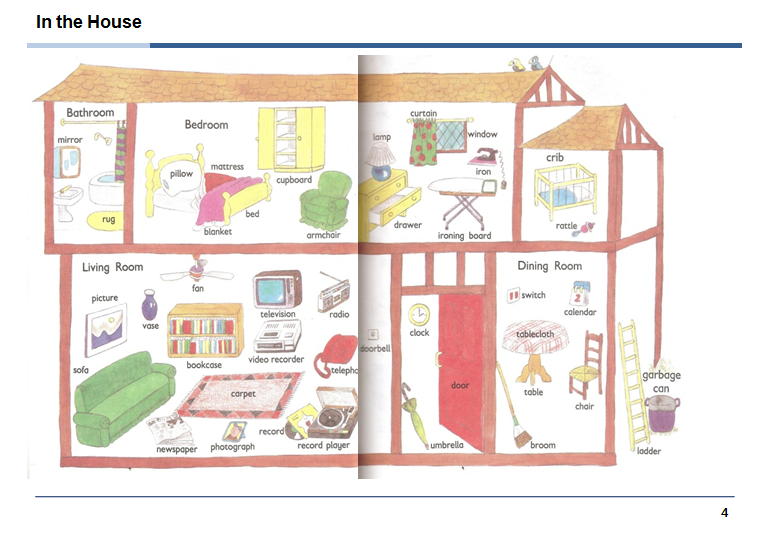 In the House
Bathroom
mirror
rug
Bedroom
pillow
mattress
cupboard
bed
blanket
armchair
lamp
curtain
window
iron
drawer
ironing board
crib
rattle
Living Room
fan
picture
vase
television
radio
bookcase
video recorder
telepho
sofa
carpet
newspaper
photograph
record
record player
doorbell
clock
door
umbrella
Dining Room
switch
2
calendar
tablecloth
table
chair
broom
ladder
garbage
can
4